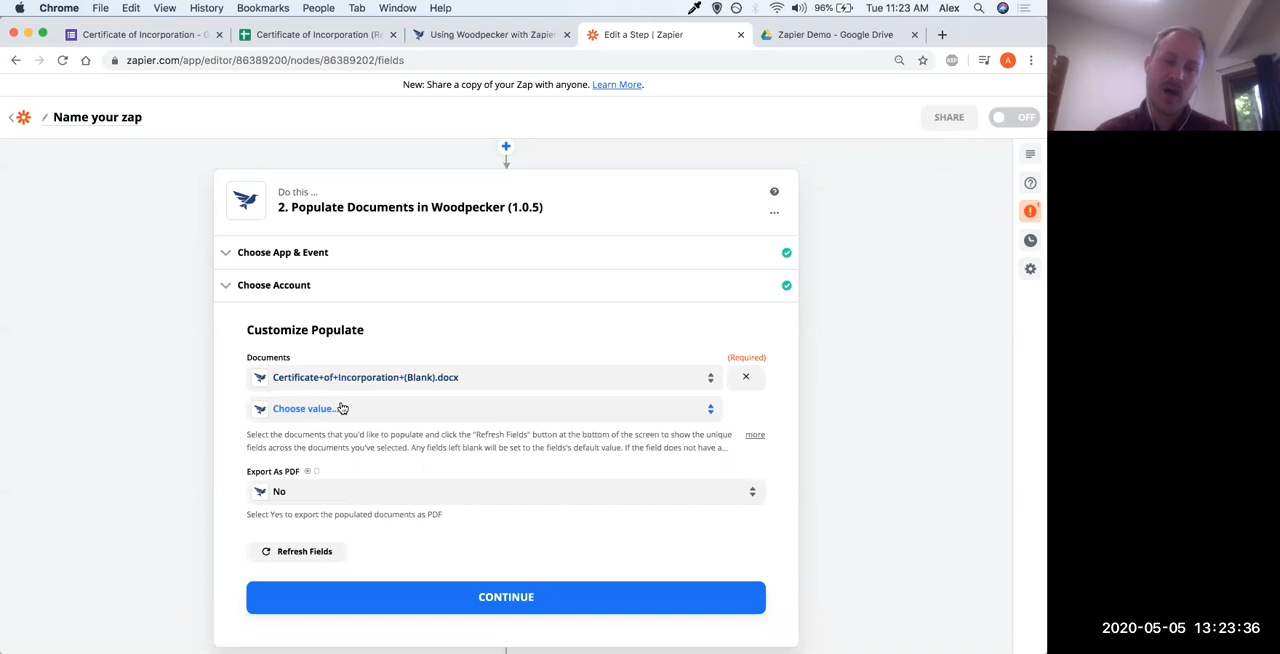 Chrome File Edit View History Bookmarks People Tab Window Help 96% Tue 11:23 AM Alex
Certificate of Incorporation - G Certificate of Incorporation (Re Using Woodpecker with Zapier Edit a Step | Zapier Zapier Demo - Google Drive
zapier.com/app/editor/86389200/nodes/86389202/fields
New: Share a copy of your Zap with anyone. Learn More.
Name your zap SHARE OFF
Do this ...
2. Populate Documents in Woodpecker (1.0.5)
Choose App & Event
Choose Account
Customize Populate
Documents (Required)
Certificate+of+Incorporation+(Blank).docx
Choose value...
Select the documents that you'd like to populate and click the "Refresh Fields" button at the bottom of the screen to show the unique more
fields across the documents you've selected. Any fields left blank will be set to the fields's default value. If the field does not have a...
Export As PDF
No
Select Yes to export the populated documents as PDF
Refresh Fields
CONTINUE
2020-05-05 13:23:36